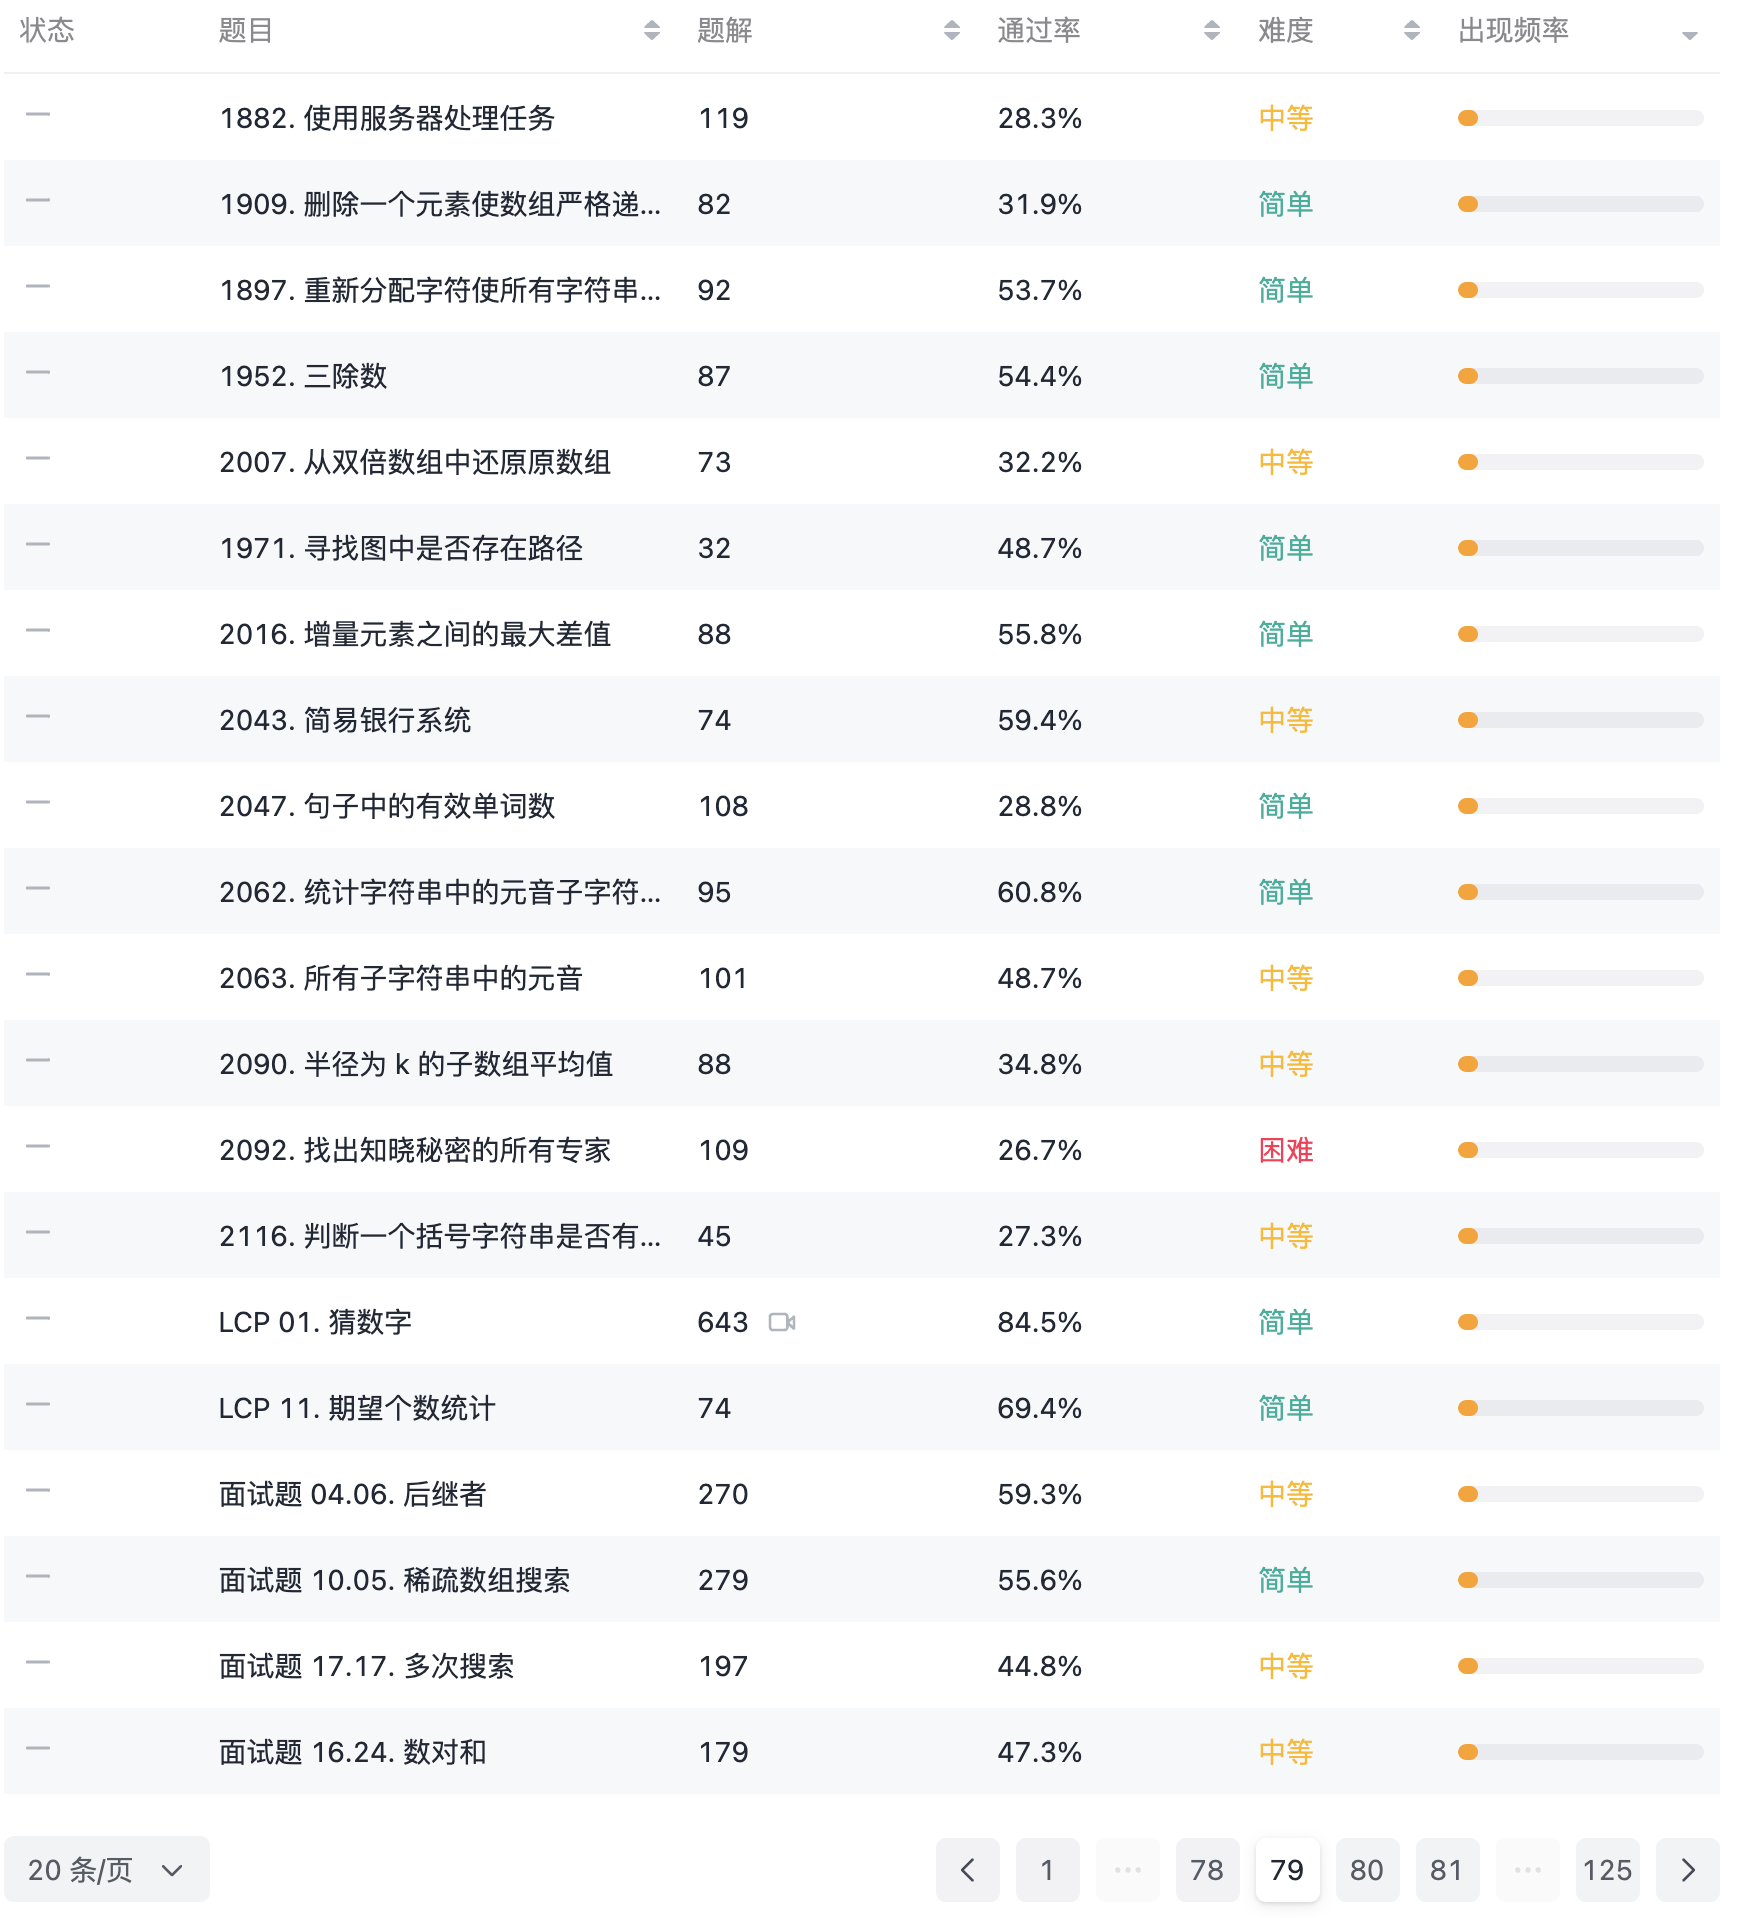 状态 题目 题解 通过率 难度 出现频率
1882. 使用服务器处理任务 119 28.3% 中等
1909. 删除一个元素使数组严格递... 82 31.9% 简单
1897. 重新分配字符使所有字符串... 92 53.7% 简单
1952. 三除数 87 54.4% 简单
2007. 从双倍数组中还原原数组 73 32.2% 中等
1971. 寻找图中是否存在路径 32 48.7% 简单
2016. 增量元素之间的最大差值 88 55.8% 简单
2043. 简易银行系统 74 59.4% 中等
2047. 句子中的有效单词数 108 28.8% 简单
2062. 统计字符串中的元音子字符... 95 60.8% 简单
2063. 所有子字符串中的元音 101 48.7% 中等
2090. 半径为 k 的子数组平均值 88 34.8% 中等
2092. 找出知晓秘密的所有专家 109 26.7% 困难
2116. 判断一个括号字符串是否有... 45 27.3% 中等
LCP 01. 猜数字 643 84.5% 简单
LCP 11. 期望个数统计 74 69.4% 简单
面试题 04.06. 后继者 270 59.3% 中等
面试题 10.05. 稀疏数组搜索 279 55.6% 简单
面试题 17.17. 多次搜索 197 44.8% 中等
面试题 16.24. 数对和 179 47.3% 中等
20 条/页 1 ... 78 79 80 81 ... 125